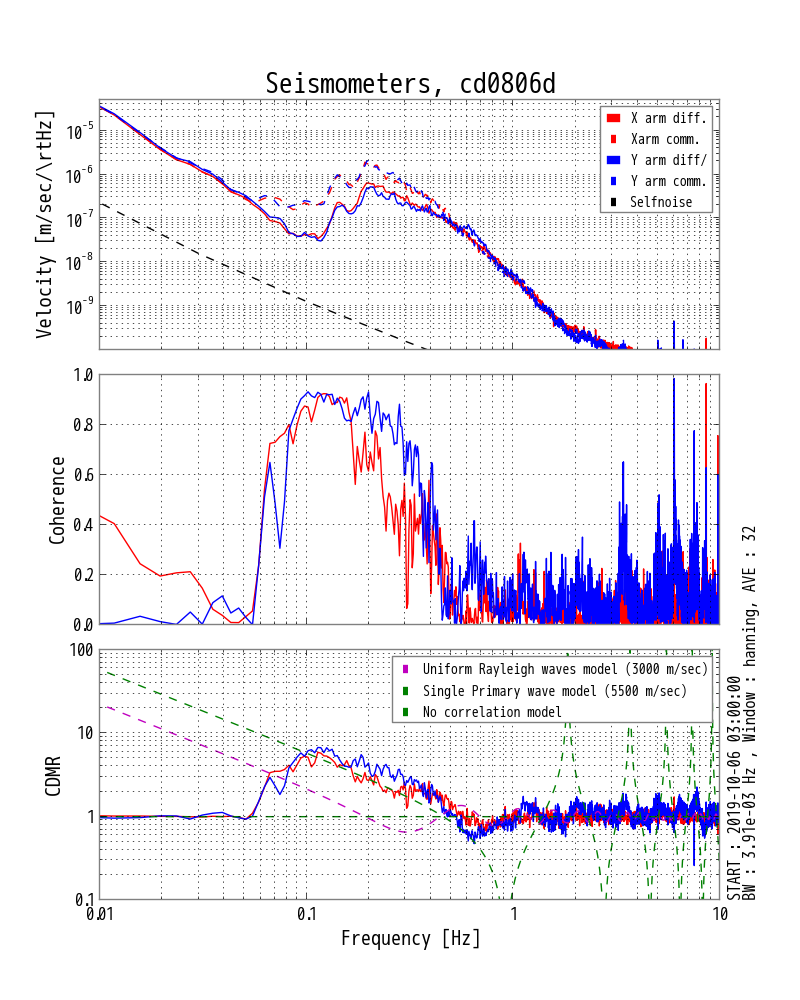 Seismometers, cd0806d
Velocity [m/sec/\rtHz]
10^-5
10^-6
10^-7
10^-8
10^-9
X arm diff.
Xarm comm.
Y arm diff/
Y arm comm.
Selfnoise
Coherence
1.0
0.8
0.6
0.4
0.2
0.0
CDMR
100
10
1
0.1
Uniform Rayleigh waves model (3000 m/sec)
Single Primary wave model (5500 m/sec)
No correlation model
0.01
0.1
1
10
Frequency [Hz]
START : 2019-10-06 03:00:00
BW : 3.91e-03 Hz , Window : hanning, AVE : 32